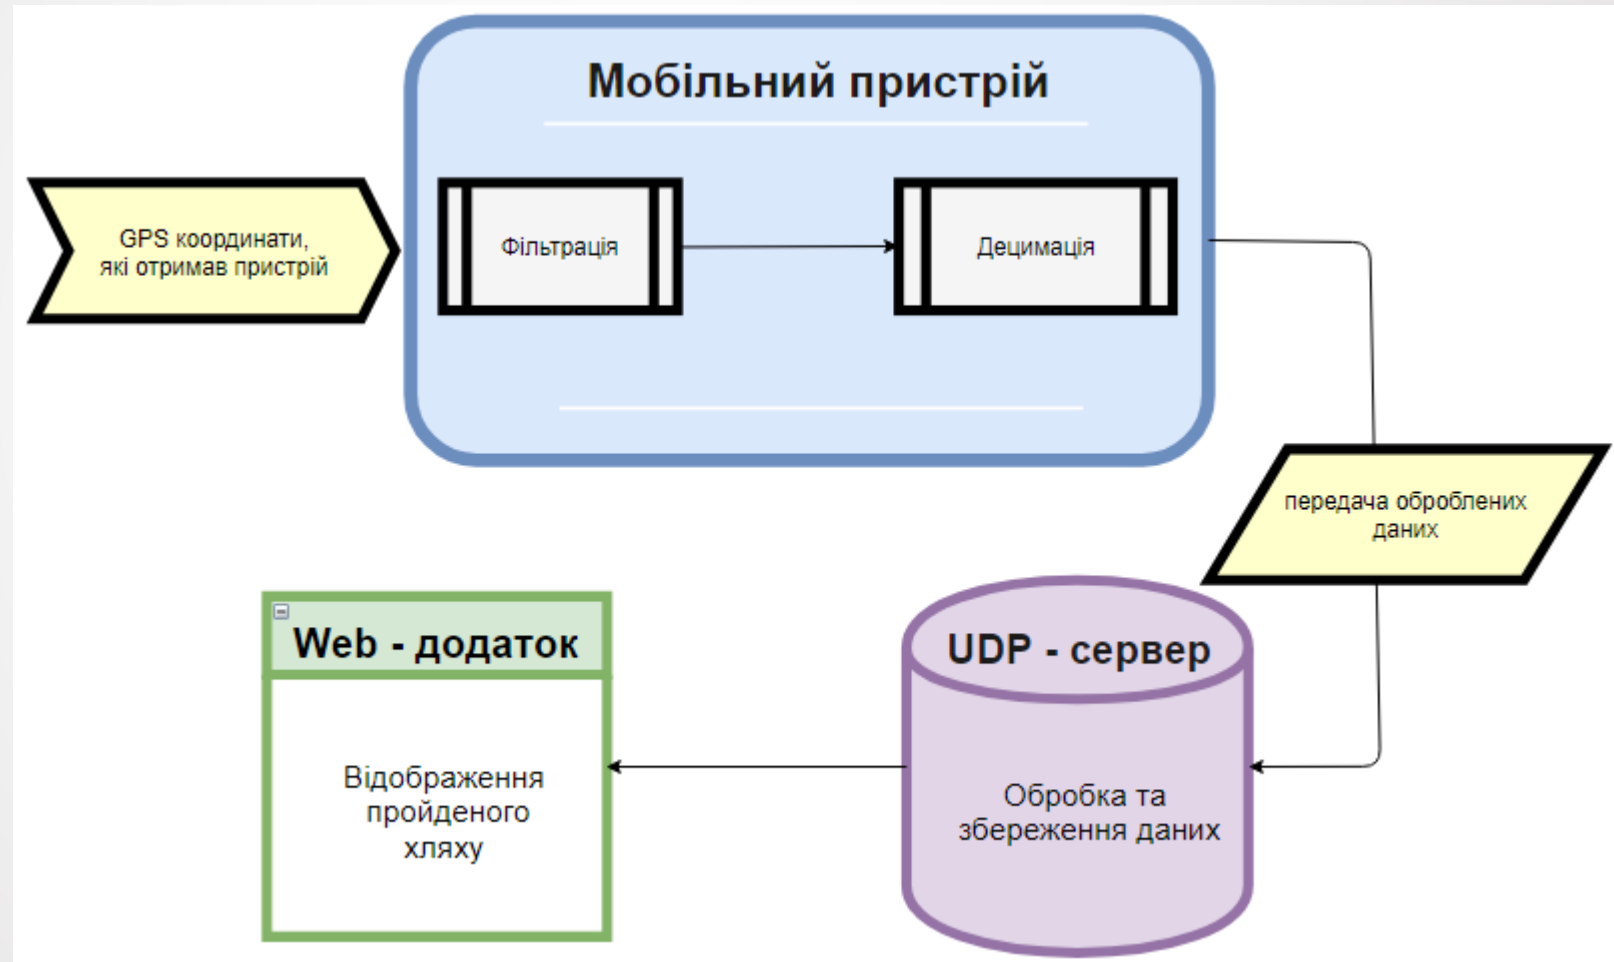 Мобільний пристрій
GPS координати,
які отримав пристрій
Фільтрація
Децимація
передача оброблених
даних
UDP - сервер
Обробка та
збереження даних
Web - додаток
Відображення
пройденого
хляху